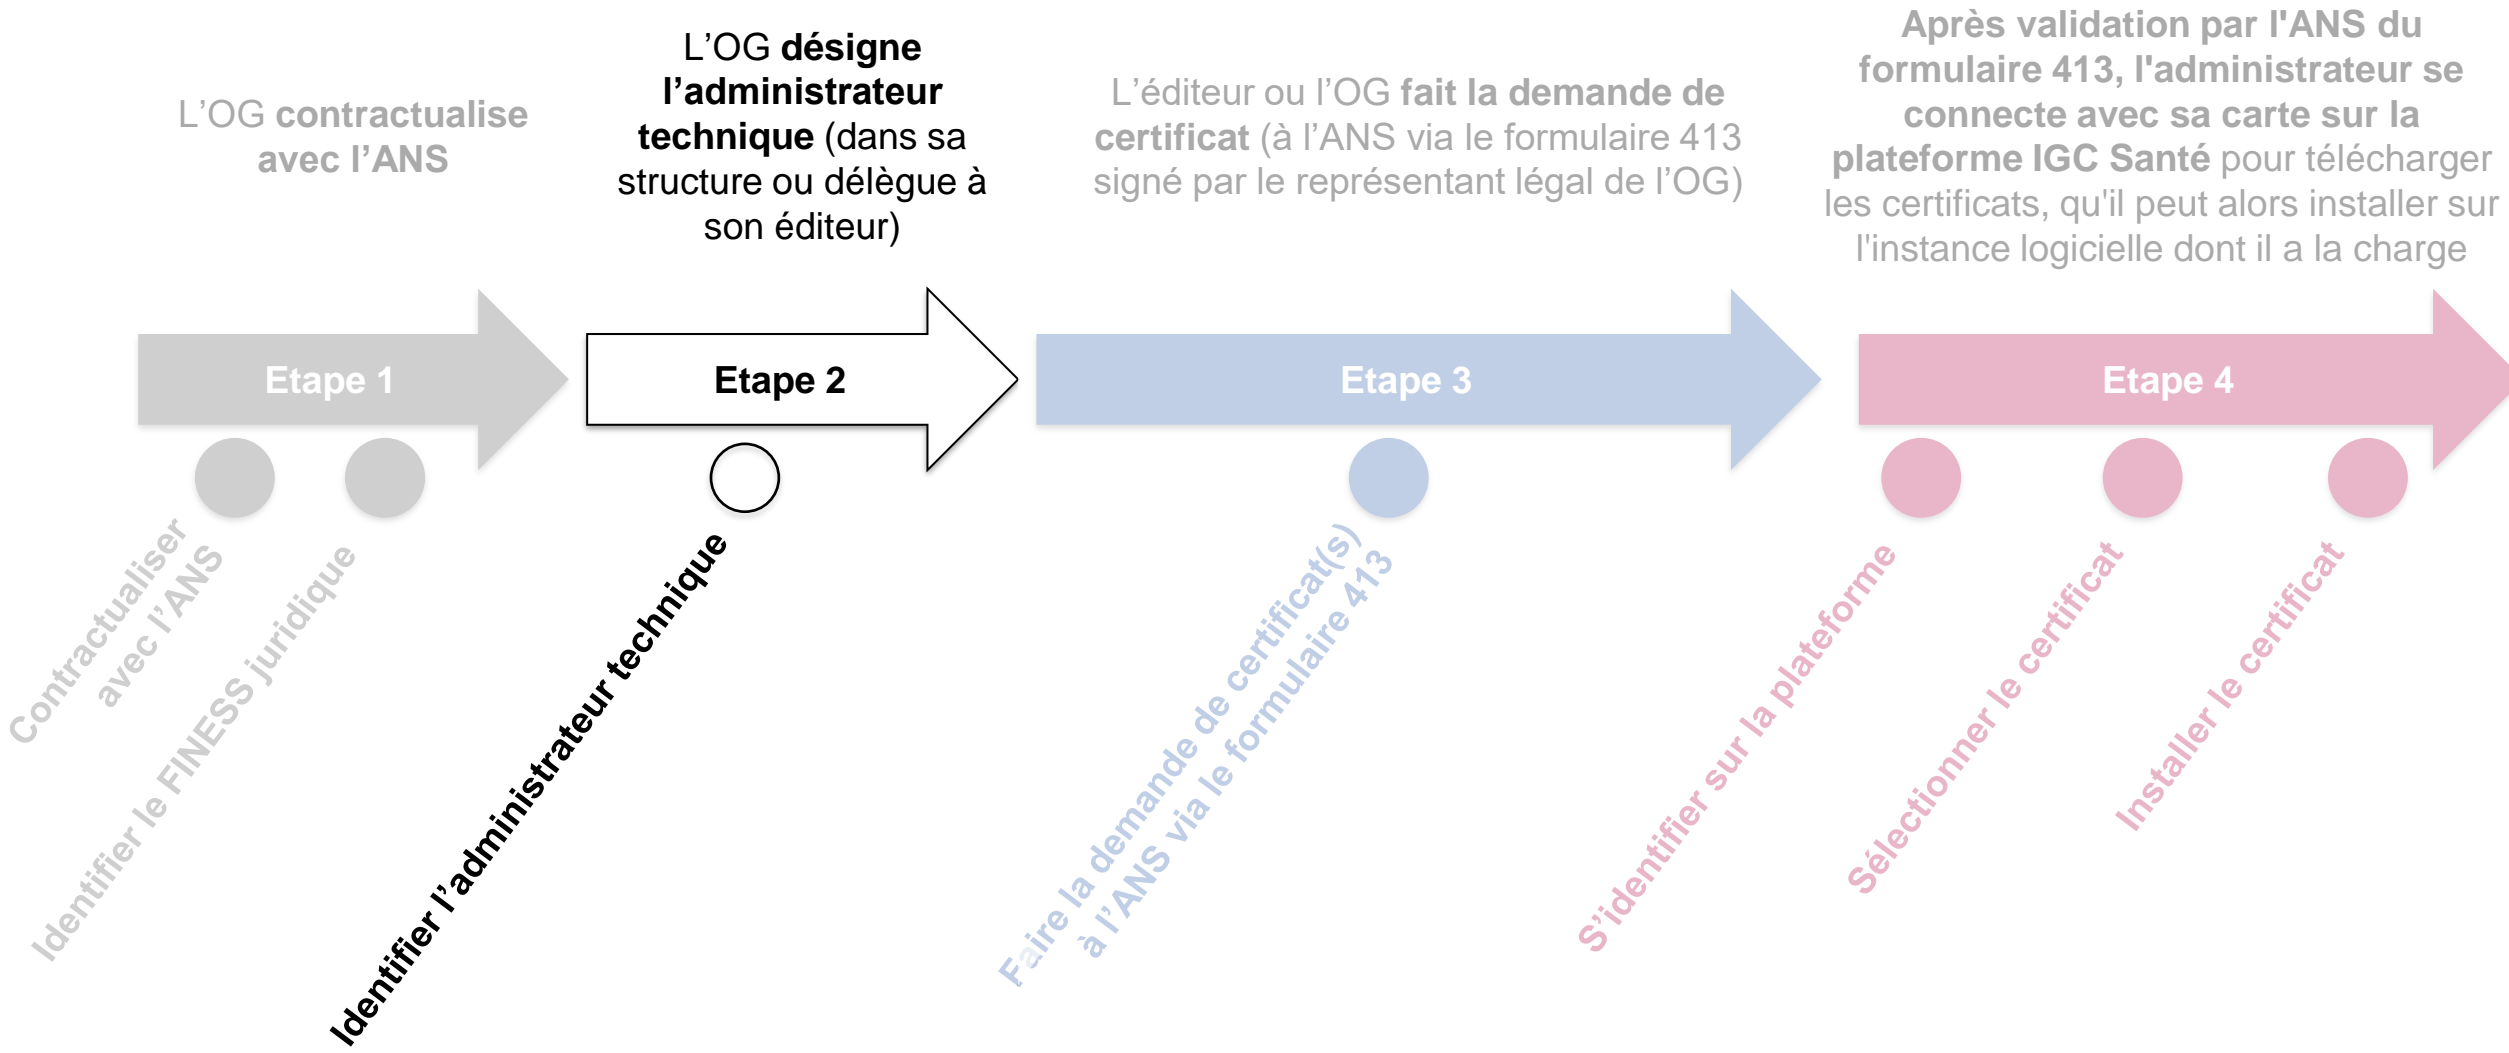 L’OG contractualise
avec l’ANS
L’OG désigne
l’administrateur
technique (dans sa
structure ou délègue à
son éditeur)
L’éditeur ou l’OG fait la demande de
certificat (à l’ANS via le formulaire 413
signé par le représentant légal de l’OG)
Après validation par l'ANS du
formulaire 413, l'administrateur se
connecte avec sa carte sur la
plateforme IGC Santé pour télécharger
les certificats, qu'il peut alors installer sur
l'instance logicielle dont il a la charge
Etape 1
Etape 2
Etape 3
Etape 4
Contractualiser
avec l’ANS
Identifier le FINESS juridique
Identifier l’administrateur technique
Faire la demande de certificat(s)
à l’ANS via le formulaire 413
S’identifier sur la plateforme
Sélectionner le certificat
Installer le certificat